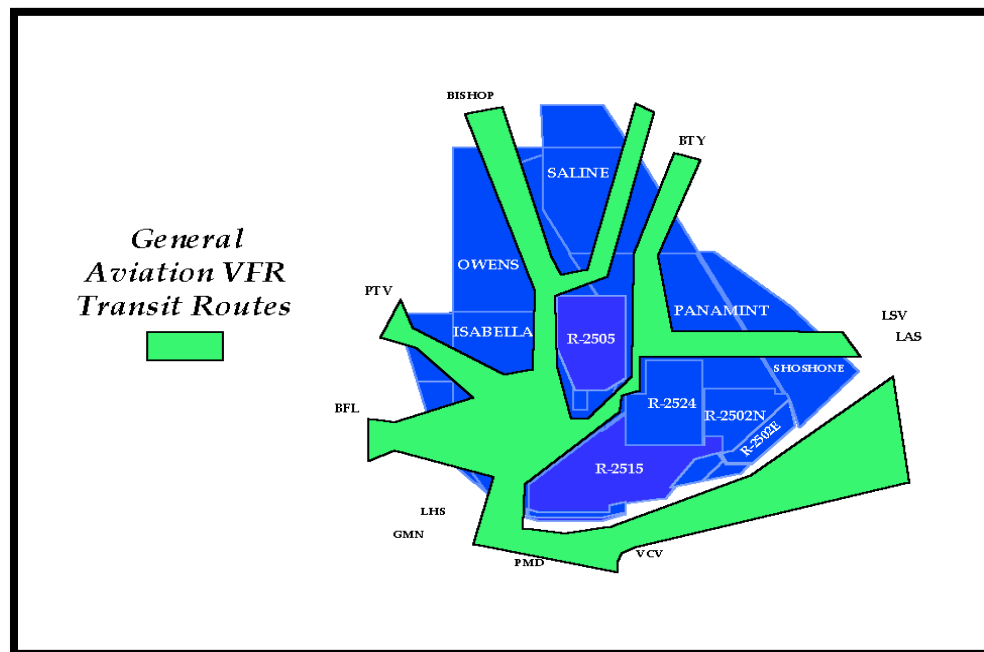 BISHOP
BTY
SALINE
General
Aviation VFR
Transit Routes
OWENS
PTV
ISABELLA
PANAMINT
LSV
LAS
R-2505
SHOSHONE
R-2524
BFL
R-2502N
R-2502E
R-2515
LHS
GMN
PMD
VCV